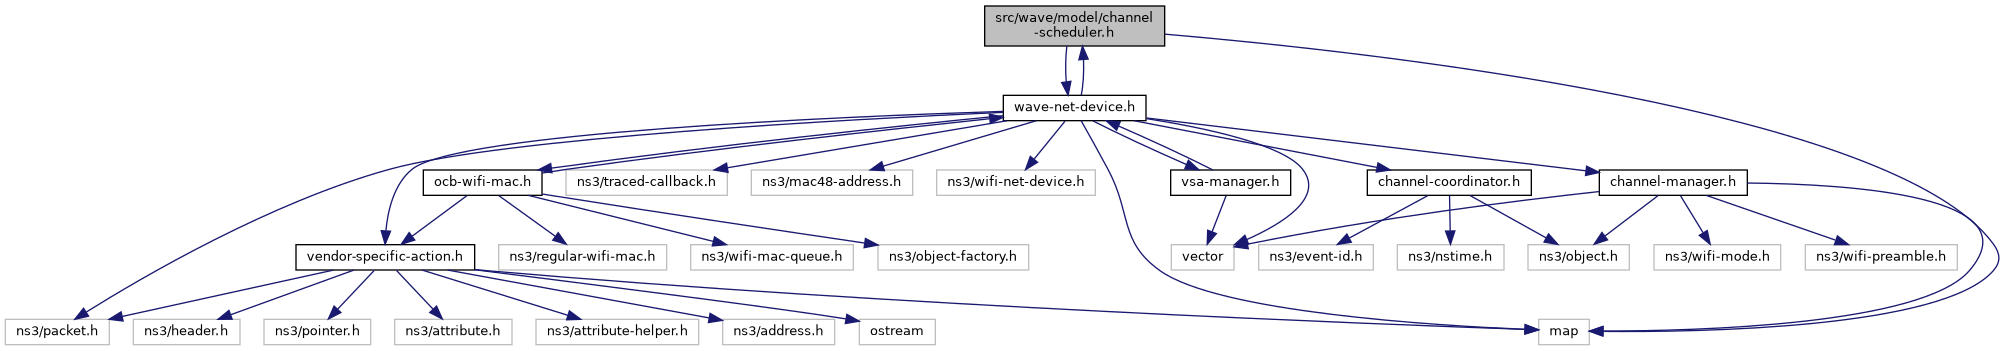 src/wave/model/channel
-scheduler.h
wave-net-device.h
ocb-wifi-mac.h
ns3/traced-callback.h
ns3/mac48-address.h
ns3/wifi-net-device.h
vsa-manager.h
channel-coordinator.h
channel-manager.h
vendor-specific-action.h
ns3/regular-wifi-mac.h
ns3/wifi-mac-queue.h
ns3/object-factory.h
vector
ns3/event-id.h
ns3/nstime.h
ns3/object.h
ns3/wifi-mode.h
ns3/wifi-preamble.h
ns3/packet.h
ns3/header.h
ns3/pointer.h
ns3/attribute.h
ns3/attribute-helper.h
ns3/address.h
ostream
map